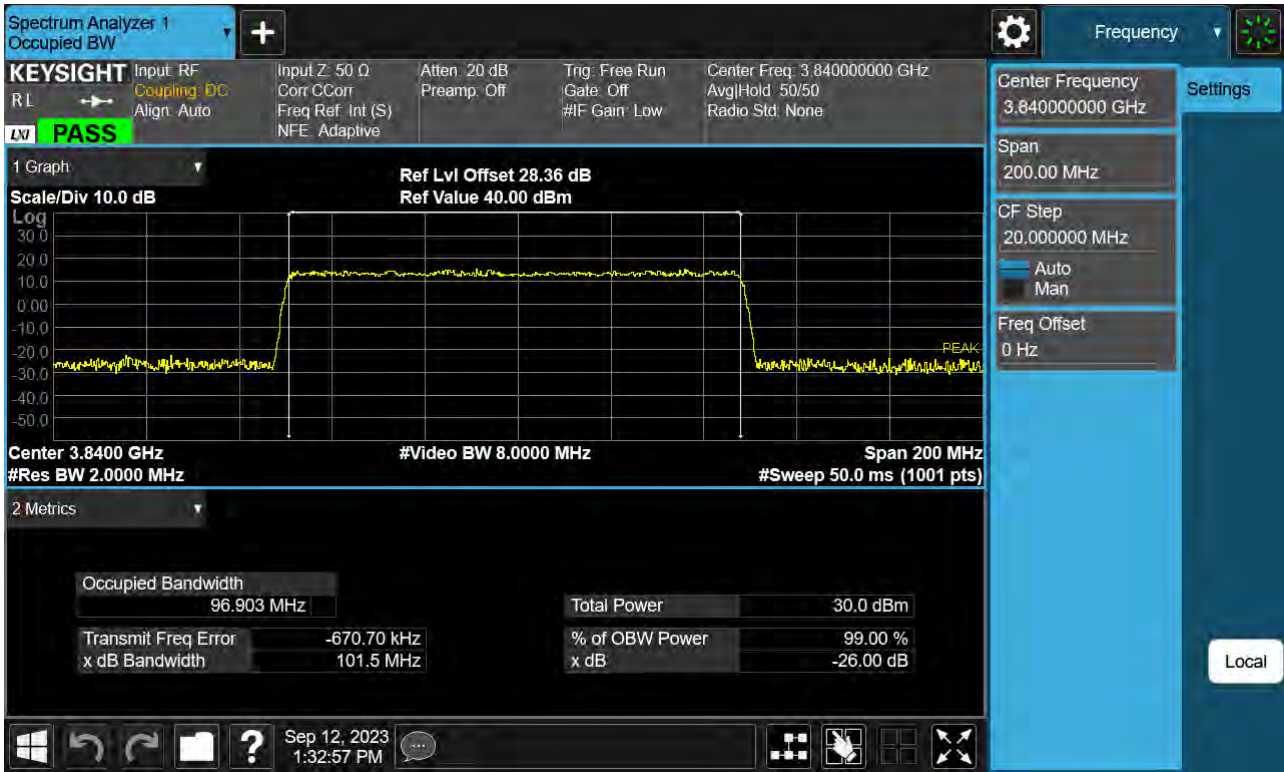 Spectrum Analyzer 1
Occupied BW
+
Frequency
KEYSIGHT
RL
LXI
PASS
Input: RF
Coupling: DC
Align: Auto
Input Z: 50 Ω
Corr CCorr
Freq Ref: Int (S)
NFE: Adaptive
Atten: 20 dB
Preamp: Off
Trig: Free Run
Gate: Off
#IF Gain: Low
Center Freq: 3.840000000 GHz
Avg|Hold: 50/50
Radio Std: None
Center Frequency
3.840000000 GHz
Settings
Span
200.00 MHz
CF Step
20.000000 MHz
Auto
Man
Freq Offset
0 Hz
Local
1 Graph
Scale/Div 10.0 dB
Ref Lvl Offset 28.36 dB
Ref Value 40.00 dBm
Log
30.0
20.0
10.0
0.00
-10.0
-20.0
-30.0
-40.0
-50.0
PEAK
Center 3.8400 GHz
#Video BW 8.0000 MHz
Span 200 MHz
#Res BW 2.0000 MHz
#Sweep 50.0 ms (1001 pts)
2 Metrics
Occupied Bandwidth
96.903 MHz
Transmit Freq Error -670.70 kHz
x dB Bandwidth 101.5 MHz
Total Power 30.0 dBm
% of OBW Power 99.00 %
x dB -26.00 dB
?
Sep 12, 2023
1:32:57 PM